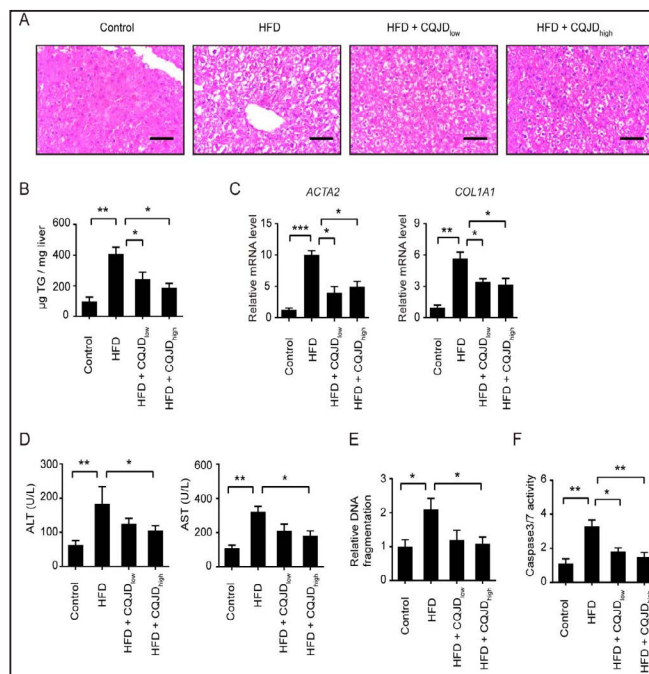 A
Control
HFD
HFD + CQJDlow
HFD + CQJDhigh
B
µg TG / mg liver
600
400
200
0
**
*
*
Control
HFD
HFD + CQJDlow
HFD + CQJDhigh
C
ACTA2
Relative mRNA level
15
10
5
0
***
*
*
Control
HFD
HFD + CQJDlow
HFD + CQJDhigh
COL1A1
Relative mRNA level
9
6
3
0
**
*
*
Control
HFD
HFD + CQJDlow
HFD + CQJDhigh
D
ALT (U/L)
300
200
100
0
**
*
Control
HFD
HFD + CQJDlow
HFD + CQJDhigh
AST (U/L)
600
400
200
0
**
*
Control
HFD
HFD + CQJDlow
HFD + CQJDhigh
E
Relative DNA
fragmentation
3
2
1
0
*
*
Control
HFD
HFD + CQJDlow
HFD + CQJDhigh
F
Caspase3/7 activity
6
4
2
0
**
*
**
Control
HFD
HFD + CQJDlow
HFD + CQJDhigh